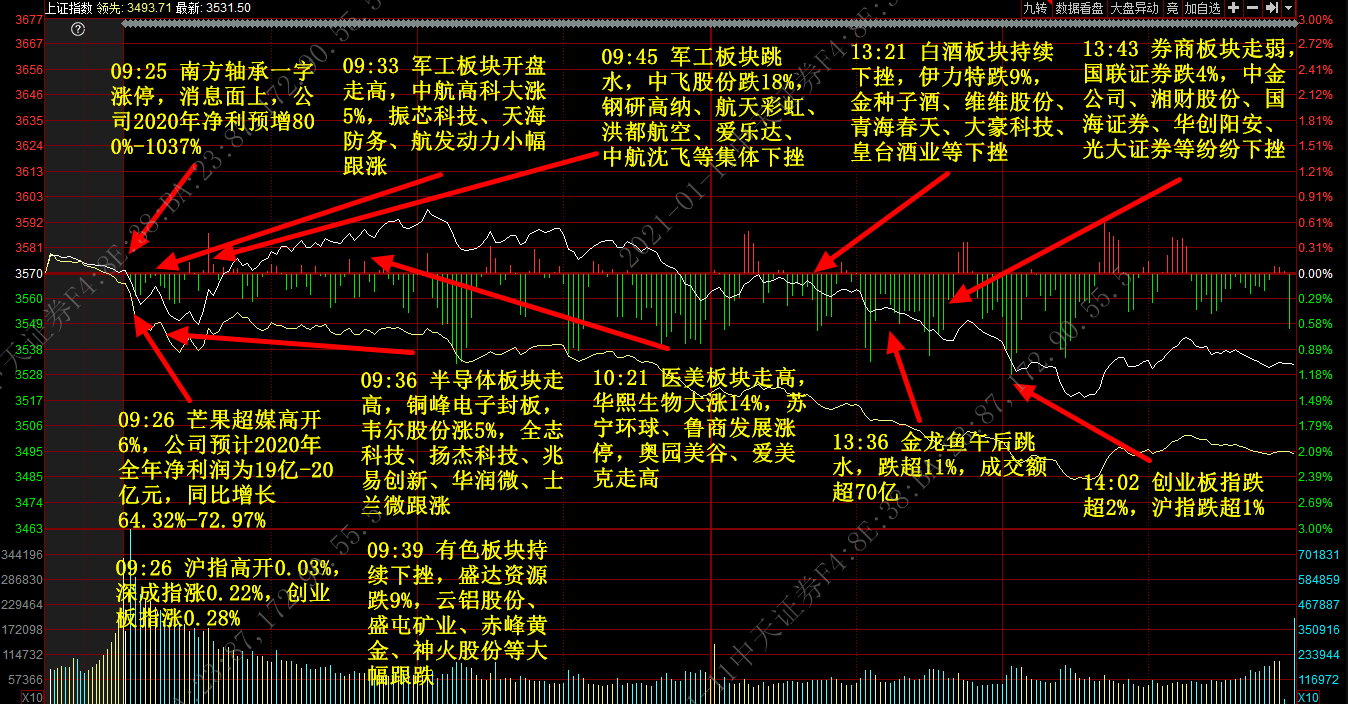 上证指数 领先: 3493.71 最新: 3531.50
九转 数据看盘 大盘异动 竞 加自选
3677
3667
3656
3646
3635
3624
3613
3603
3592
3581
3570
3560
3549
3538
3528
3517
3506
3495
3485
3474
3463
344196
286830
229464
172098
114732
57366
X10
3.00%
2.72%
2.41%
2.12%
1.81%
1.51%
1.21%
0.91%
0.61%
0.31%
0.00%
0.29%
0.58%
0.89%
1.18%
1.49%
1.79%
2.09%
2.39%
2.69%
3.00%
701831
584859
467887
350916
233944
116972
X10
09:25 南方轴承一字
涨停，消息面上，公
司2020年净利预增80
0%-1037%
09:33 军工板块开盘
走高，中航高科大涨
5%，振芯科技、天海
防务、航发动力小幅
跟涨
09:45 军工板块跳
水，中飞股份跌18%，
钢研高纳、航天彩虹、
洪都航空、爱乐达、
中航沈飞等集体下挫
13:21 白酒板块持续
下挫，伊力特跌9%，
金种子酒、维维股份、
青海春天、大豪科技、
皇台酒业等下挫
13:43 券商板块走弱，
国联证券跌4%，中金
公司、湘财股份、国
海证券、华创阳安、
光大证券等纷纷下挫
09:26 芒果超媒高开
6%，公司预计2020年
全年净利润为19亿-20
亿元，同比增长
64.32%-72.97%
09:26 沪指高开0.03%，
深成指涨0.22%，创业
板指涨0.28%
09:36 半导体板块走
高，铜峰电子封板，
韦尔股份涨5%，全志
科技、扬杰科技、兆
易创新、华润微、士
兰微跟涨
09:39 有色板块持
续下挫，盛达资源
跌9%，云铝股份、
盛屯矿业、赤峰黄
金、神火股份等大
幅跟跌
10:21 医美板块走高，
华熙生物大涨14%，苏
宁环球、鲁商发展涨
停，奥园美谷、爱美
克走高
13:36 金龙鱼午后跳
水，跌超11%，成交额
超70亿
14:02 创业板指跌
超2%，沪指跌超1%